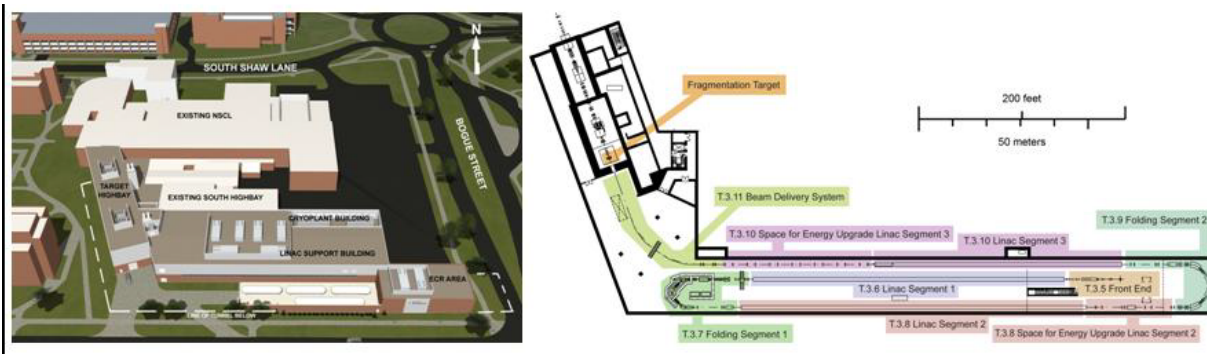 N
SOUTH SHAW LANE
EXISTING NSCL
BOGUE STREET
TARGET HIGHBAY
EXISTING SOUTH HIGHBAY
CRYOPLANT BUILDING
LINAC SUPPORT BUILDING
ECR AREA
LINE OF TUNNEL BELOW
Fragmentation Target
200 feet
50 meters
T.3.11 Beam Delivery System
T.3.9 Folding Segment 2
T.3.10 Space for Energy Upgrade Linac Segment 3
T.3.10 Linac Segment 3
T.3.6 Linac Segment 1
T.3.5 Front End
T.3.7 Folding Segment 1
T.3.8 Linac Segment 2
T.3.8 Space for Energy Upgrade Linac Segment 2